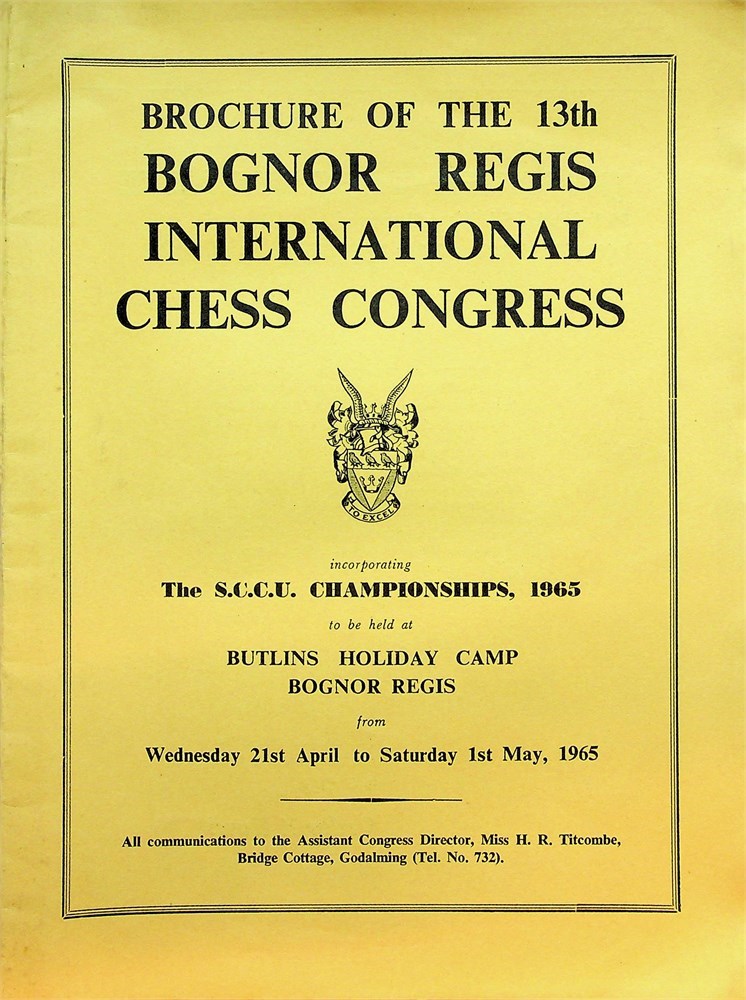 BROCHURE OF THE 13th
BOGNOR REGIS
INTERNATIONAL
CHESS CONGRESS
TO EXCEL
incorporating
The S.C.C.U. CHAMPIONSHIPS, 1965
to be held at
BUTLINS HOLIDAY CAMP
BOGNOR REGIS
from
Wednesday 21st April to Saturday 1st May, 1965
All communications to the Assistant Congress Director, Miss H. R. Titcombe,
Bridge Cottage, Godalming (Tel. No. 732).